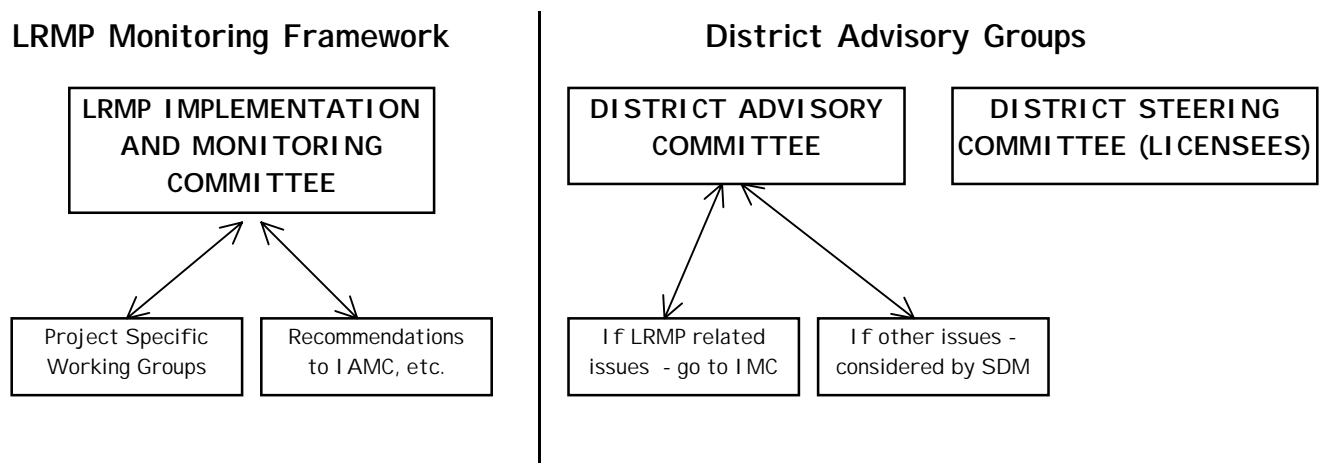 LRMP Monitoring Framework
LRMP IMPLEMENTATION
AND MONITORING
COMMITTEE
Project Specific
Working Groups
Recommendations
to IAMC, etc.
District Advisory Groups
DISTRICT ADVISORY
COMMITTEE
DISTRICT STEERING
COMMITTEE (LICENSEES)
If LRMP related
issues - go to IMC
If other issues -
considered by SDM